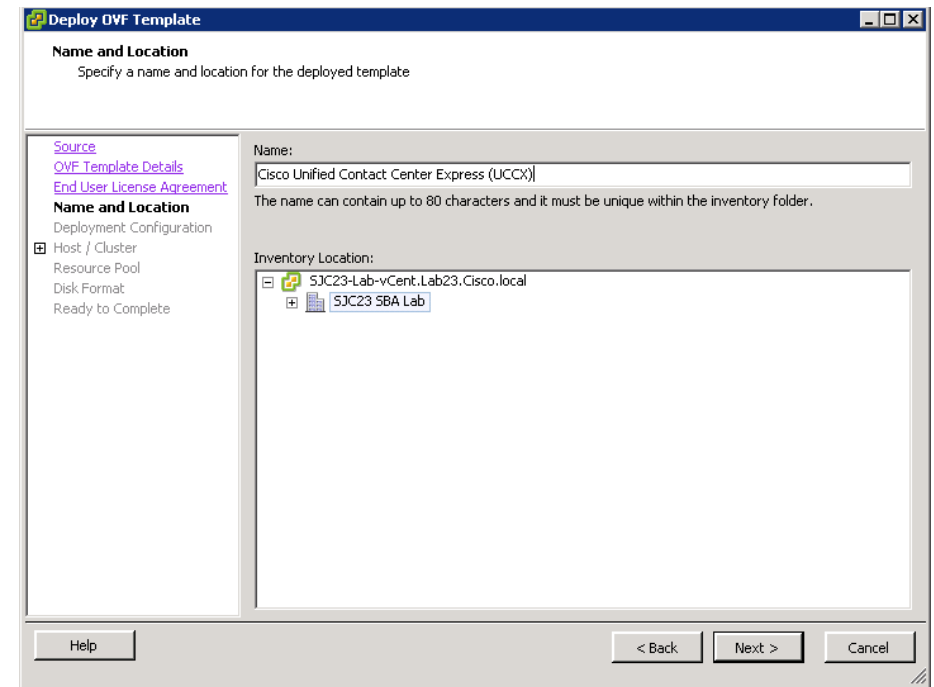 Deploy OVF Template
Name and Location
Specify a name and location for the deployed template
Source
OVF Template Details
End User License Agreement
Name and Location
Deployment Configuration
Host / Cluster
Resource Pool
Disk Format
Ready to Complete
Name:
Cisco Unified Contact Center Express (UCCX)
The name can contain up to 80 characters and it must be unique within the inventory folder.
Inventory Location:
SJC23-Lab-vCent.Lab23.Cisco.local
SJC23 SBA Lab
Help
< Back
Next >
Cancel